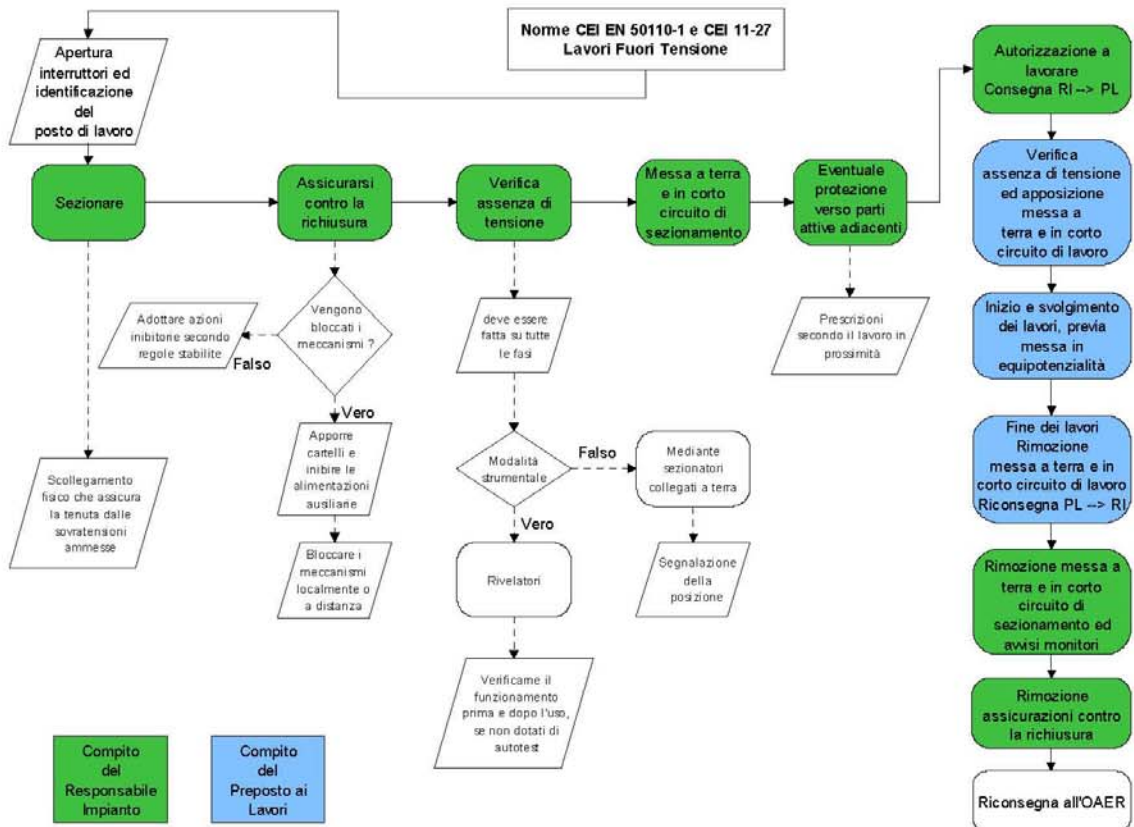 Norme CEI EN 50110-1 e CEI 11-27
Lavori Fuori Tensione
Apertura
interruttori ed
identificazione
del
posto di lavoro
Sezionare
Assicurarsi
contro la
richiusura
Verifica
assenza di
tensione
Messa a terra
e in corto
circuito di
sezionamento
Eventuale
protezione
verso parti
attive adiacenti
Autorizzazione a
lavorare
Consegna RI --> PL
Verifica
assenza di tensione
ed apposizione
messa a
terra e in corto
circuito di lavoro
Inizio e svolgimento
dei lavori, previa
messa in
equipotenzialità
Fine dei lavori
Rimozione
messa a terra e in
corto circuito di lavoro
Riconsegna PL --> RI
Rimozione messa a
terra e in corto
circuito di
sezionamento ed
avvisi monitori
Rimozione
assicurazioni contro
la richiusura
Riconsegna all'OAER
Scollegamento
fisico che assicura
la tenuta dalle
sovratensioni
ammesse
Adottare azioni
inibitorie secondo
regole stabilite
Falso
Vengono
bloccati i
meccanismi ?
Vero
Apporre
cartelli e
inibire le
alimentazioni
ausiliarie
Bloccare i
meccanismi
localmente o
a distanza
deve essere
fatta su tutte
le fasi
Modalità
strumentale
Falso
Mediante
sezionatori
collegati a terra
Segnalazione
della
posizione
Vero
Rivelatori
Verificarne il
funzionamento
prima e dopo l'uso,
se non dotati di
autotest
Prescrizioni
secondo il lavoro in
prossimità
Compito
del
Responsabile
Impianto
Compito
del
Preposto ai
Lavori